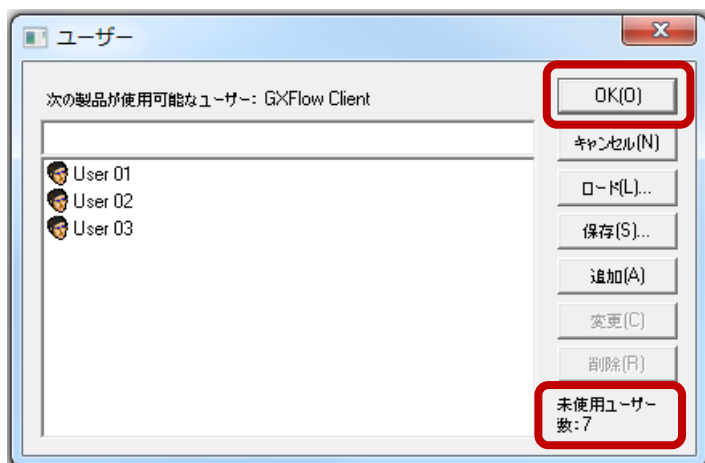 ユーザー
次の製品が使用可能なユーザー: GXFlow Client
User 01
User 02
User 03
OK(O)
キャンセル(N)
ロード(L)...
保存(S)...
追加(A)
変更(C)
削除(R)
未使用ユーザー
数:7